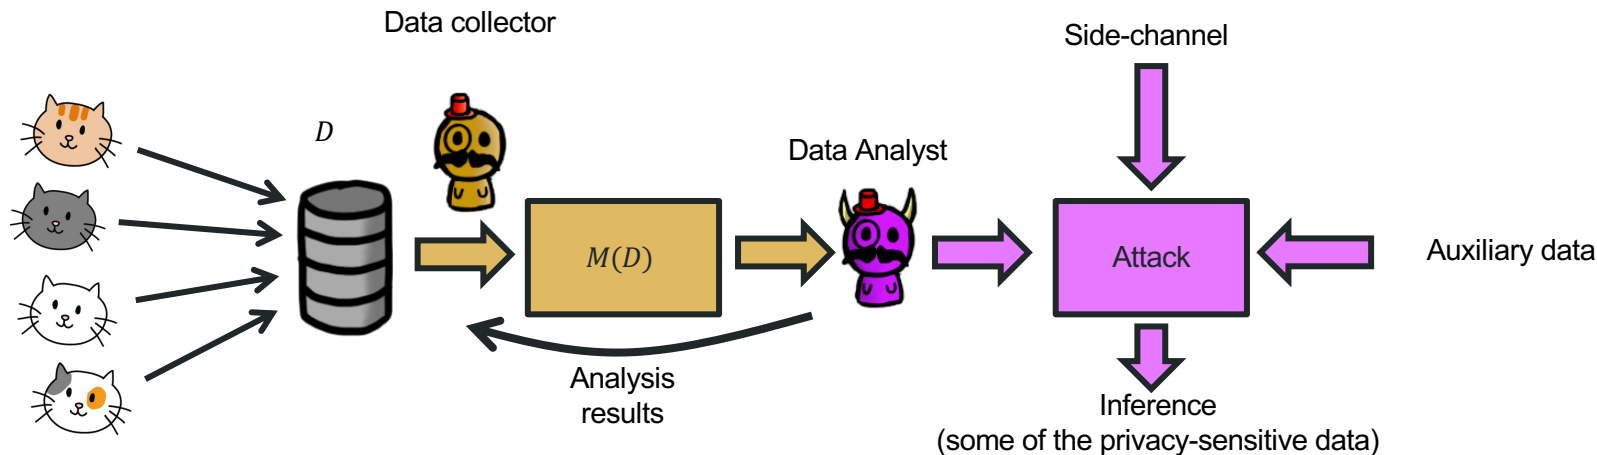 Data collector
Side-channel
D
Data Analyst
M(D)
Attack
Auxiliary data
Analysis
results
Inference
(some of the privacy-sensitive data)